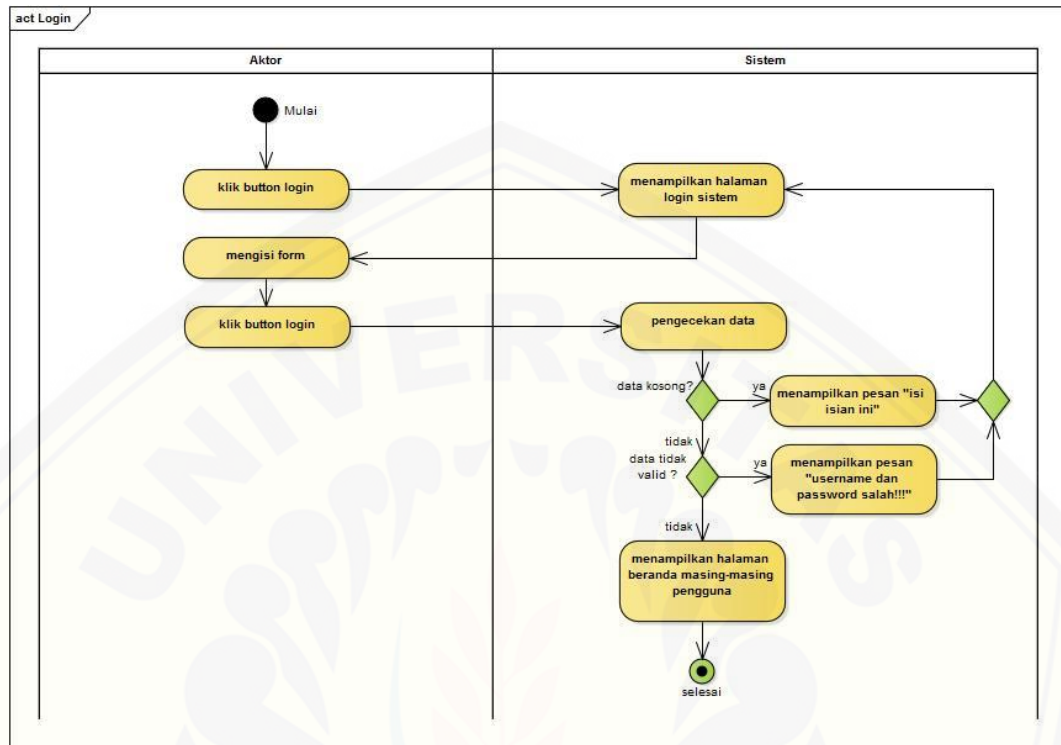 act Login
Aktor
Sistem
Mulai
klik button login
menampilkan halaman
login sistem
mengisi form
klik button login
pengecekan data
data kosong?
ya
menampilkan pesan "isi
isian ini"
tidak
data tidak
valid ?
ya
menampilkan pesan
"username dan
password salah!!!"
tidak
menampilkan halaman
beranda masing-masing
pengguna
selesai
UNIVERSITAS